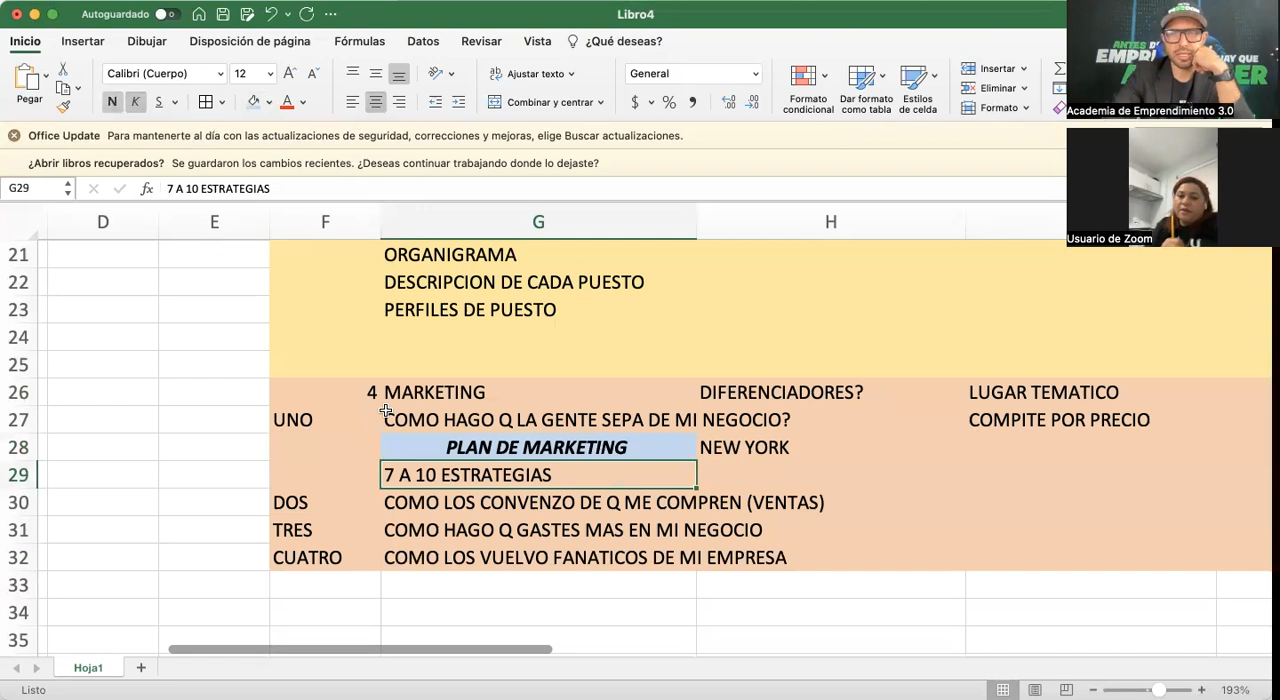 Autoguardado
Libro4
Inicio Insertar Dibujar Disposición de página Fórmulas Datos Revisar Vista ¿Qué deseas?
Pegar
Calibri (Cuerpo) 12
N K S
Ajustar texto
Combinar y centrar
General
$ %
Formato condicional
Dar formato como tabla
Estilos de celda
Insertar
Eliminar
Formato
ANTES
EMPR
HAY QUE
Academia de Emprendimiento 3.0
Usuario de Zoom
Office Update Para mantenerte al día con las actualizaciones de seguridad, correcciones y mejoras, elige Buscar actualizaciones.
¿Abrir libros recuperados? Se guardaron los cambios recientes. ¿Deseas continuar trabajando donde lo dejaste?
G29 fx 7 A 10 ESTRATEGIAS
D E F G H
21 ORGANIGRAMA
22 DESCRIPCION DE CADA PUESTO
23 PERFILES DE PUESTO
24
25
26 4 MARKETING DIFERENCIADORES? LUGAR TEMATICO
27 UNO COMO HAGO Q LA GENTE SEPA DE MI NEGOCIO? COMPITE POR PRECIO
28 PLAN DE MARKETING NEW YORK
29 7 A 10 ESTRATEGIAS
30 DOS COMO LOS CONVENZO DE Q ME COMPREN (VENTAS)
31 TRES COMO HAGO Q GASTES MAS EN MI NEGOCIO
32 CUATRO COMO LOS VUELVO FANATICOS DE MI EMPRESA
33
34
35
Hoja1
Listo
193%